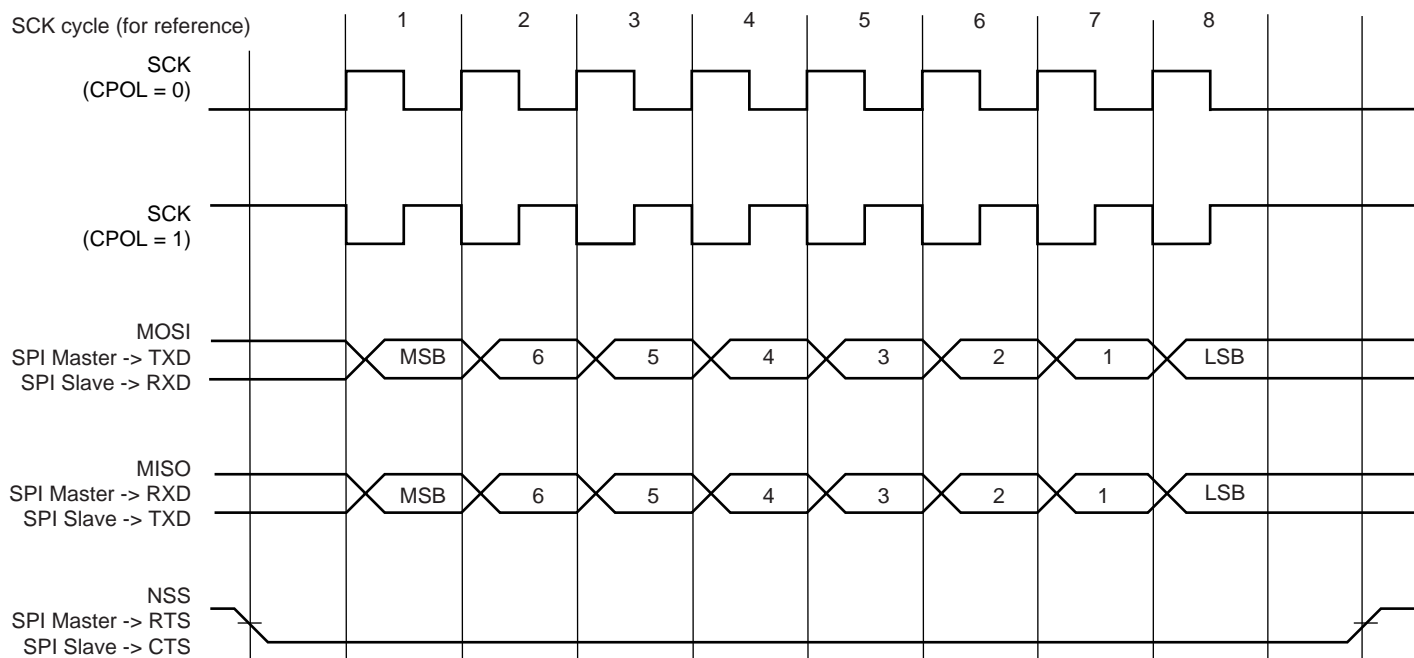 SCK cycle (for reference)
1 2 3 4 5 6 7 8
SCK
(CPOL = 0)
SCK
(CPOL = 1)
MOSI
SPI Master -> TXD
SPI Slave -> RXD
MSB 6 5 4 3 2 1 LSB
MISO
SPI Master -> RXD
SPI Slave -> TXD
MSB 6 5 4 3 2 1 LSB
NSS
SPI Master -> RTS
SPI Slave -> CTS